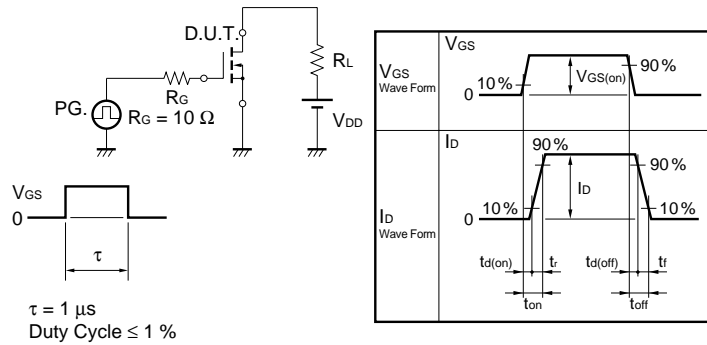 D.U.T.
RL
RG
PG.
RG = 10 Ω
VDD
VGS
0
τ
τ = 1 μs
Duty Cycle ≤ 1 %
VGS
Wave Form
VGS
10 %
VGS(on)
90 %
0
ID
Wave Form
ID
90 %
90 %
ID
10 %
10 %
0
td(on)
tr
td(off)
tf
ton
toff